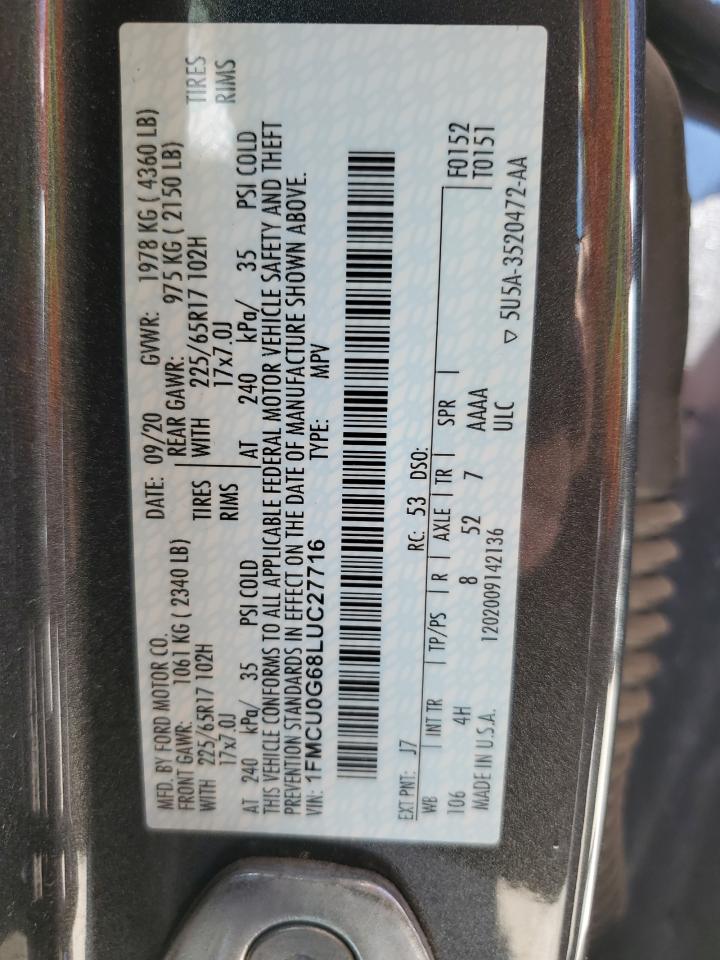 MFD. BY FORD MOTOR CO. DATE: 09/20 GVWR: 1978 KG ( 4360 LB)
FRONT GAWR: 1061 KG ( 2340 LB) REAR GAWR: 975 KG ( 2150 LB)
WITH 225/65R17 102H TIRES WITH 225/65R17 102H TIRES
17x7.0J RIMS 17x7.0J RIMS
AT 240 kPa/ 35 PSI COLD AT 240 kPa/ 35 PSI COLD
THIS VEHICLE CONFORMS TO ALL APPLICABLE FEDERAL MOTOR VEHICLE SAFETY AND THEFT
PREVENTION STANDARDS IN EFFECT ON THE DATE OF MANUFACTURE SHOWN ABOVE.
VIN: 1FMCU0G68LUC27716 TYPE: MPV
EXT PNT: J7 RC: 53 DSO: F0152
WB INT TR TP/PS R AXLE TR SPR T0151
106 4H 8 52 7 AAAA
MADE IN U.S.A. 1202009142136 ULC ▽ 5U5A-3520472-AA